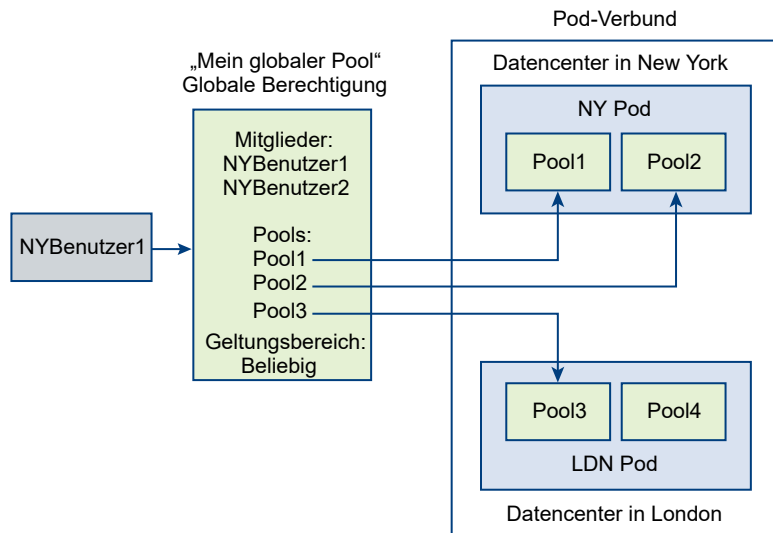 Pod-Verbund
„Mein globaler Pool“
Globale Berechtigung
Datencenter in New York
NY Pod
Mitglieder:
NYBenutzer1
NYBenutzer2
Pool1
Pool2
NYBenutzer1
Pools:
Pool1
Pool2
Pool3
Geltungsbereich:
Beliebig
Pool3
Pool4
LDN Pod
Datencenter in London